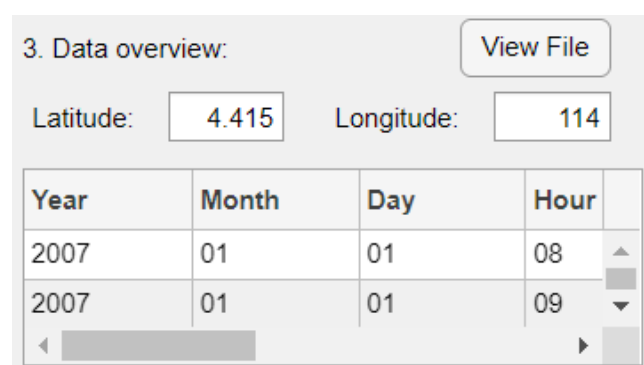 3. Data overview: View File
Latitude: 4.415 Longitude: 114
Year Month Day Hour
2007 01 01 08
2007 01 01 09